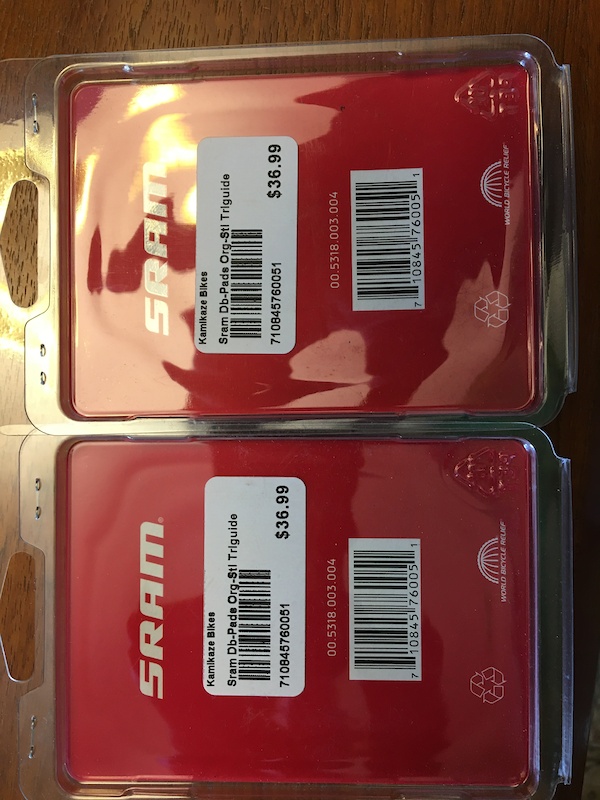 SRAM
Kamikaze Bikes
Sram Db-Pads Org-Stl Triguide
710845760051
$36.99
00.5318.003.004
7 10845 76005 1
WORLD BICYCLE RELIEF®
SRAM®
Kamikaze Bikes
Sram Db-Pads Org-Stl Triguide
710845760051
$36.99
00.5318.003.004
7 10845 76005 1
WORLD BICYCLE RELIEF®